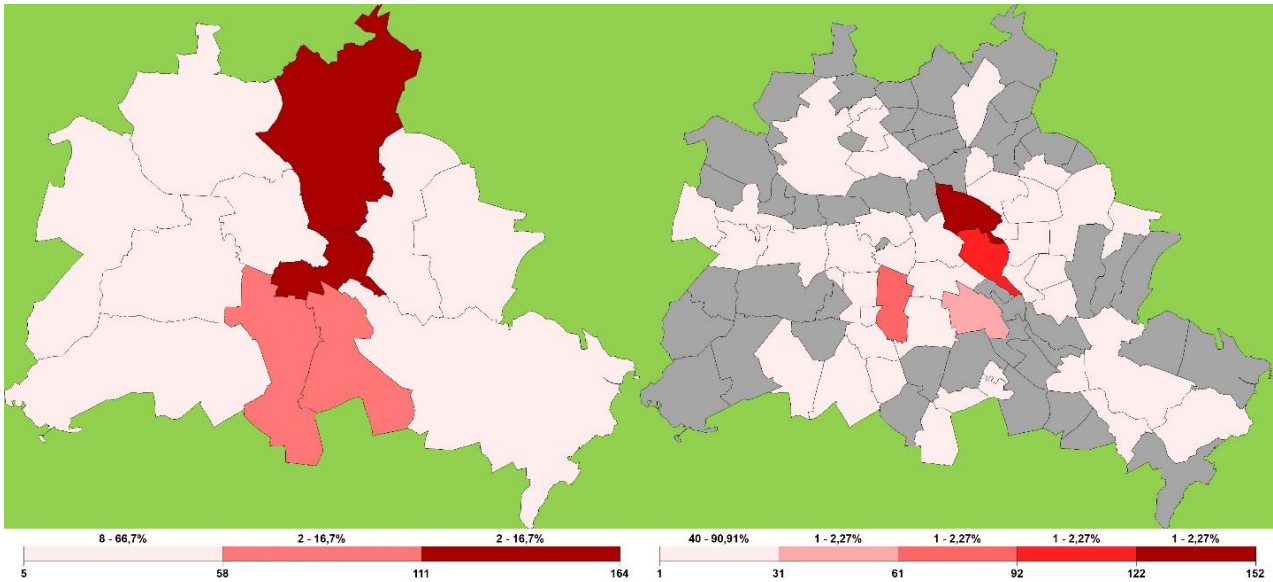 8 - 66,7% 2 - 16,7% 2 - 16,7%
5 58 111 164
40 - 90,91% 1 - 2,27% 1 - 2,27% 1 - 2,27% 1 - 2,27%
1 31 61 92 122 152